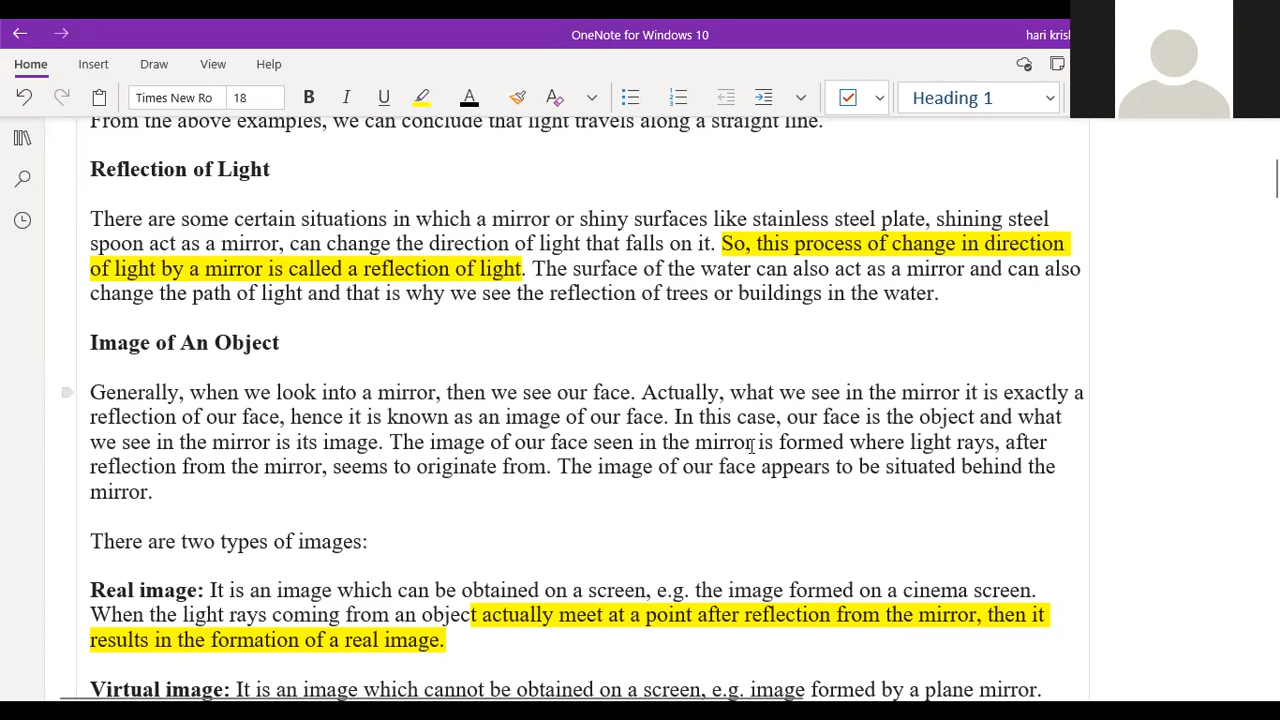 OneNote for Windows 10
hari krish
Home Insert Draw View Help
Times New Ro 18 B I U A Heading 1
From the above examples, we can conclude that light travels along a straight line.
Reflection of Light
There are some certain situations in which a mirror or shiny surfaces like stainless steel plate, shining steel
spoon act as a mirror, can change the direction of light that falls on it. So, this process of change in direction
of light by a mirror is called a reflection of light. The surface of the water can also act as a mirror and can also
change the path of light and that is why we see the reflection of trees or buildings in the water.
Image of An Object
Generally, when we look into a mirror, then we see our face. Actually, what we see in the mirror it is exactly a
reflection of our face, hence it is known as an image of our face. In this case, our face is the object and what
we see in the mirror is its image. The image of our face seen in the mirror is formed where light rays, after
reflection from the mirror, seems to originate from. The image of our face appears to be situated behind the
mirror.
There are two types of images:
Real image: It is an image which can be obtained on a screen, e.g. the image formed on a cinema screen.
When the light rays coming from an object actually meet at a point after reflection from the mirror, then it
results in the formation of a real image.
Virtual image: It is an image which cannot be obtained on a screen, e.g. image formed by a plane mirror.